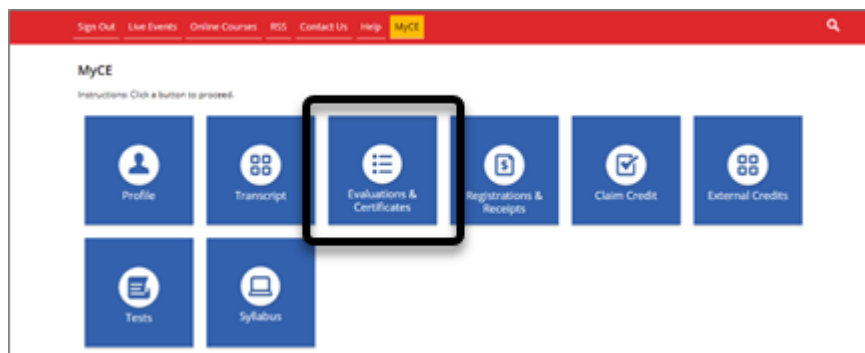 Sign Out Live Events Online Courses RSS Contact Us Help MyCE
MyCE
Instructions: Click a button to proceed.
Profile
Transcript
Evaluations &
Certificates
Registrations &
Receipts
Claim Credit
External Credits
Tests
Syllabus